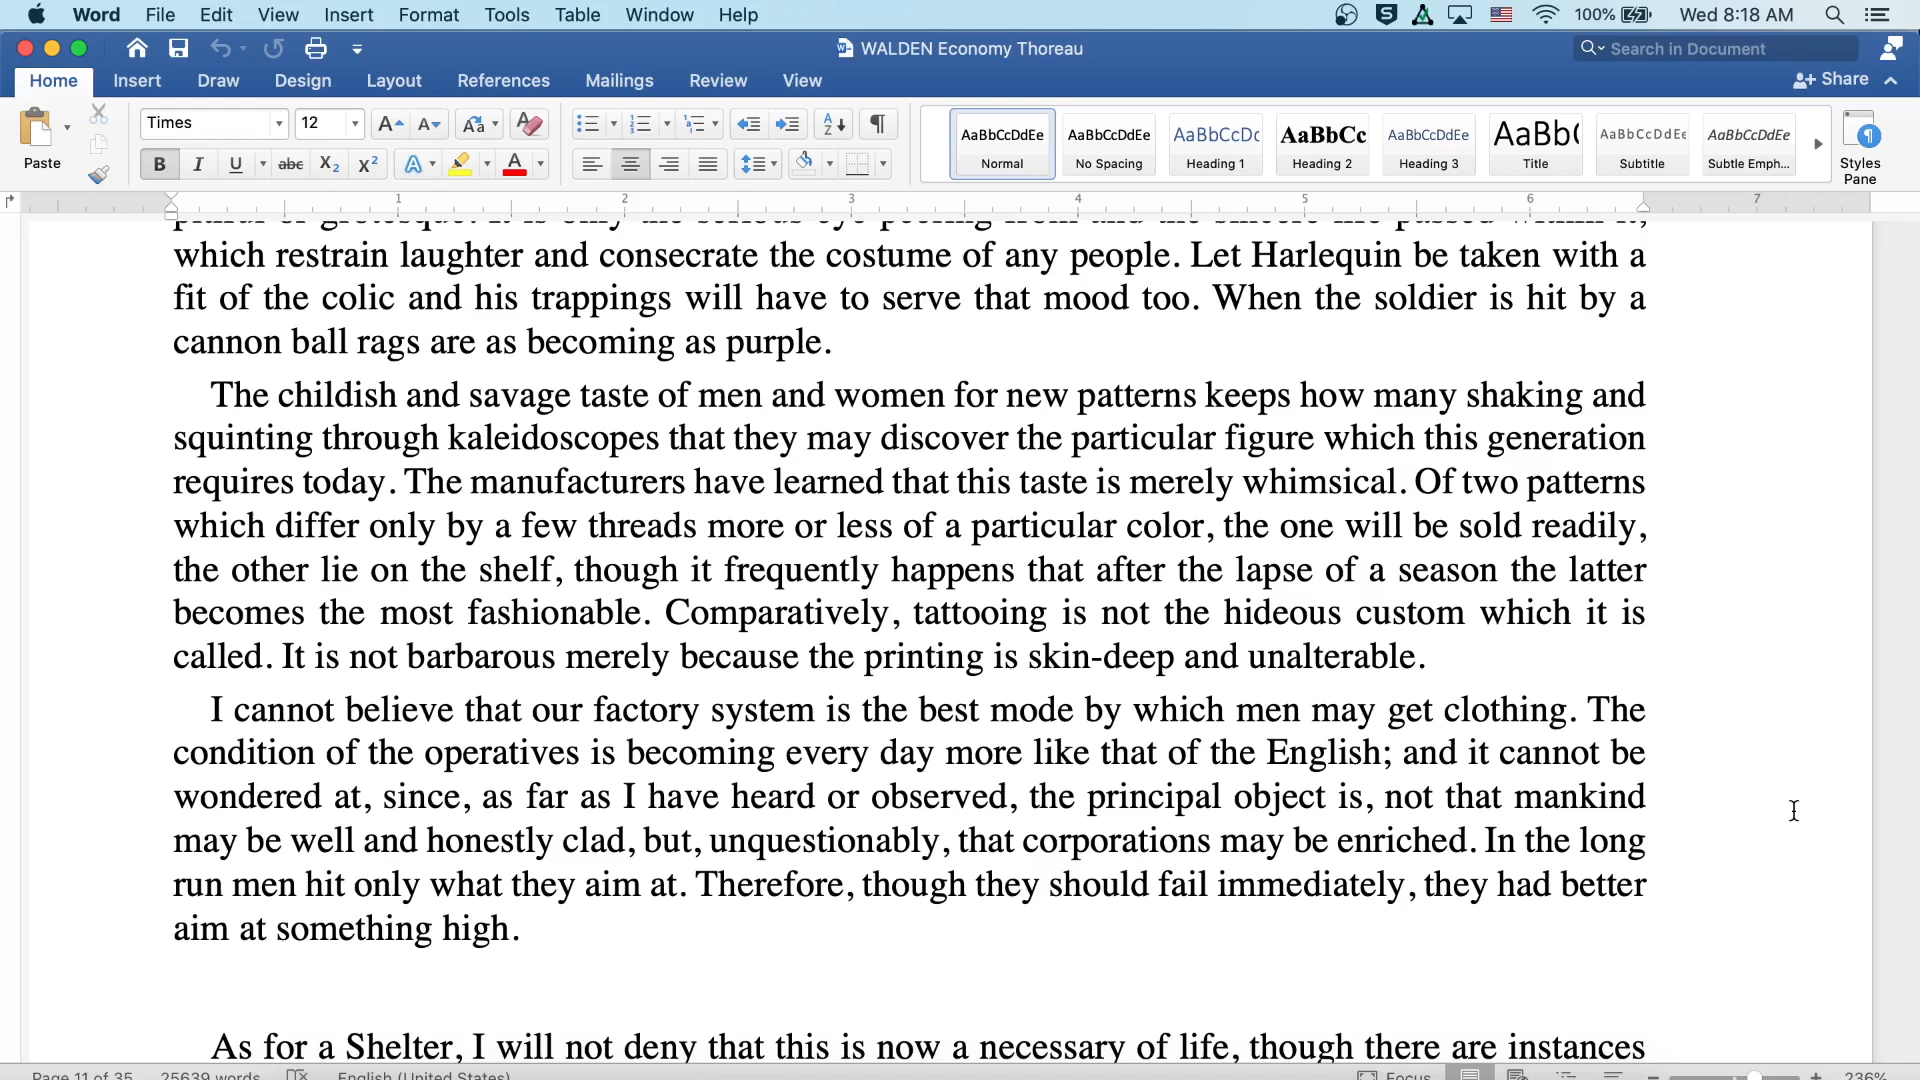 Word File Edit View Insert Format Tools Table Window Help 100% Wed 8:18 AM
WALDEN Economy Thoreau Search in Document
Home Insert Draw Design Layout References Mailings Review View Share
Times 12
AaBbCcDdEe AaBbCcDdEe AaBbCcDc AaBbCc AaBbCcDdEe AaBb( AaBbCcDdEe AaBbCcDdEe
Paste B I U abc X2 X2 A A Normal No Spacing Heading 1 Heading 2 Heading 3 Title Subtitle Subtle Emph... Styles
Pane
1 2 3 4 5 6 7
which restrain laughter and consecrate the costume of any people. Let Harlequin be taken with a
fit of the colic and his trappings will have to serve that mood too. When the soldier is hit by a
cannon ball rags are as becoming as purple.
The childish and savage taste of men and women for new patterns keeps how many shaking and
squinting through kaleidoscopes that they may discover the particular figure which this generation
requires today. The manufacturers have learned that this taste is merely whimsical. Of two patterns
which differ only by a few threads more or less of a particular color, the one will be sold readily,
the other lie on the shelf, though it frequently happens that after the lapse of a season the latter
becomes the most fashionable. Comparatively, tattooing is not the hideous custom which it is
called. It is not barbarous merely because the printing is skin-deep and unalterable.
I cannot believe that our factory system is the best mode by which men may get clothing. The
condition of the operatives is becoming every day more like that of the English; and it cannot be
wondered at, since, as far as I have heard or observed, the principal object is, not that mankind
may be well and honestly clad, but, unquestionably, that corporations may be enriched. In the long
run men hit only what they aim at. Therefore, though they should fail immediately, they had better
aim at something high.
As for a Shelter, I will not deny that this is now a necessary of life, though there are instances
Page 11 of 35 25639 words English (United States) Focus 236%